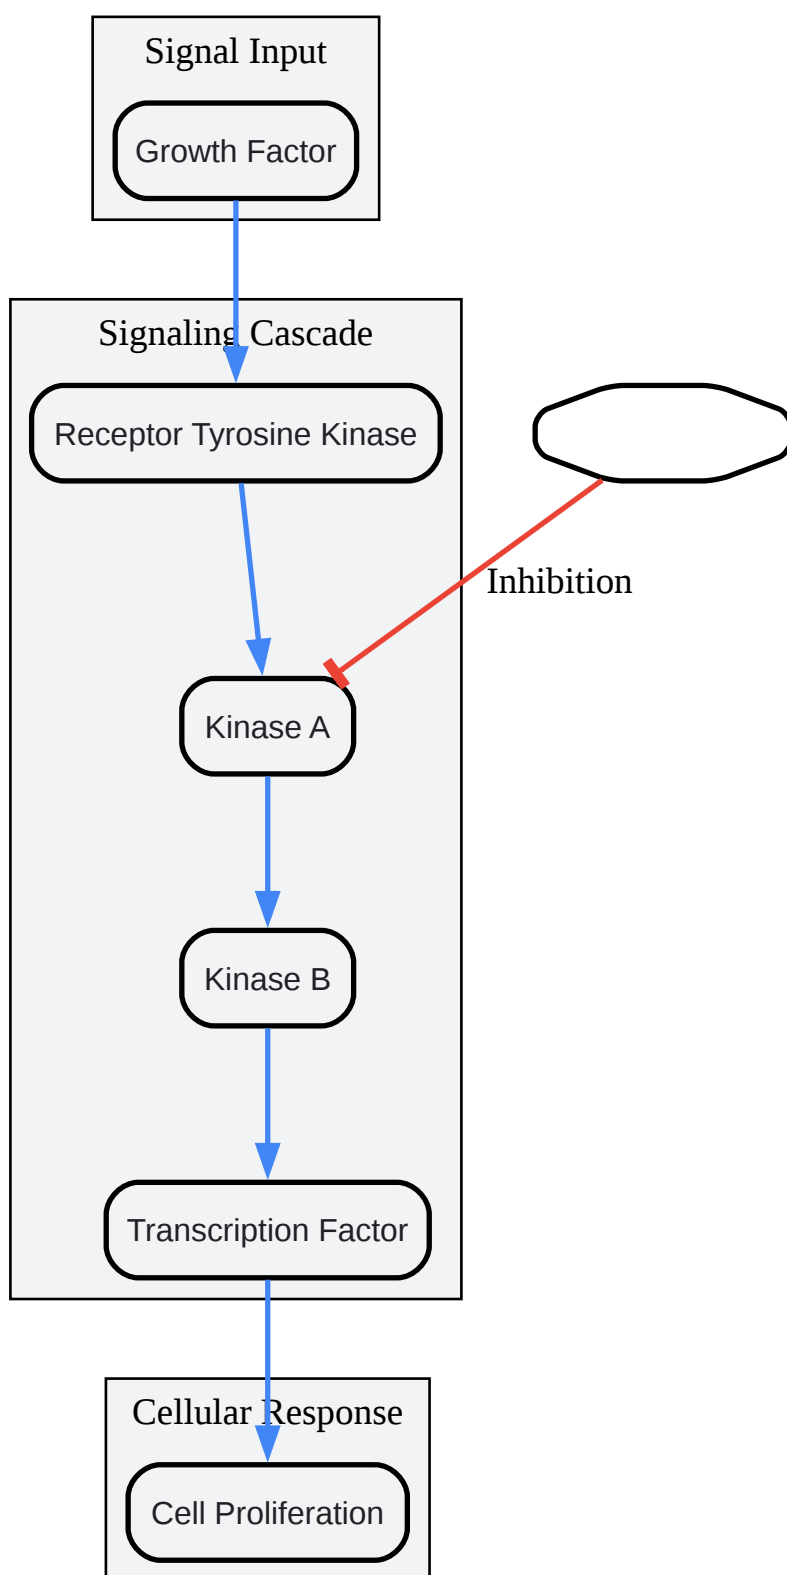 Signal Input
Growth Factor
Signaling Cascade
Receptor Tyrosine Kinase
Inhibition
Kinase A
Kinase B
Transcription Factor
Cellular Response
Cell Proliferation